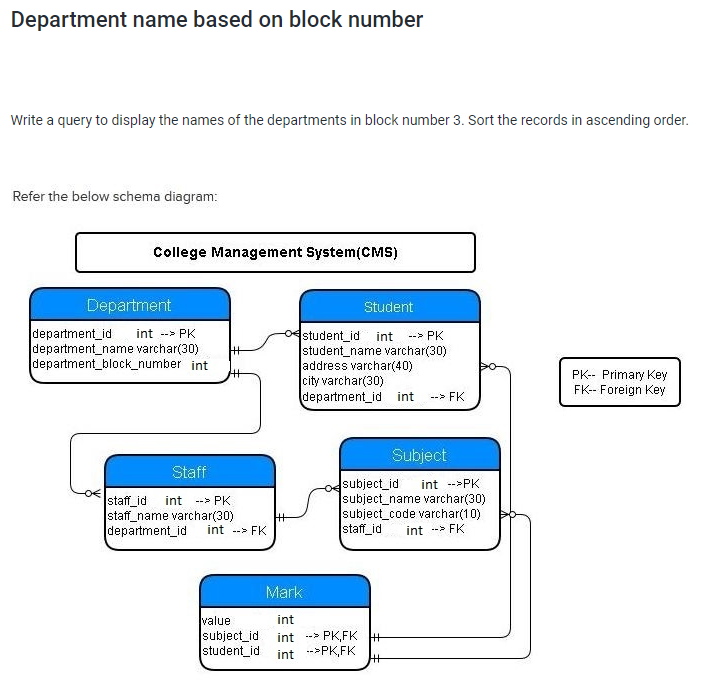 Department name based on block number
Write a query to display the names of the departments in block number 3. Sort the records in ascending order.
Refer the below schema diagram:
College Management System(CMS)
Department
department_id int --> PK
department_name varchar(30)
department_block_number int
Student
student_id int --> PK
student_name varchar(30)
address varchar(40)
city varchar(30)
department_id int --> FK
PK-- Primary Key
FK-- Foreign Key
Staff
staff_id int --> PK
staff_name varchar(30)
department_id int --> FK
Subject
subject_id int -->PK
subject_name varchar(30)
subject_code varchar(10)
staff_id int --> FK
Mark
value int
subject_id int --> PK,FK
student_id int -->PK,FK